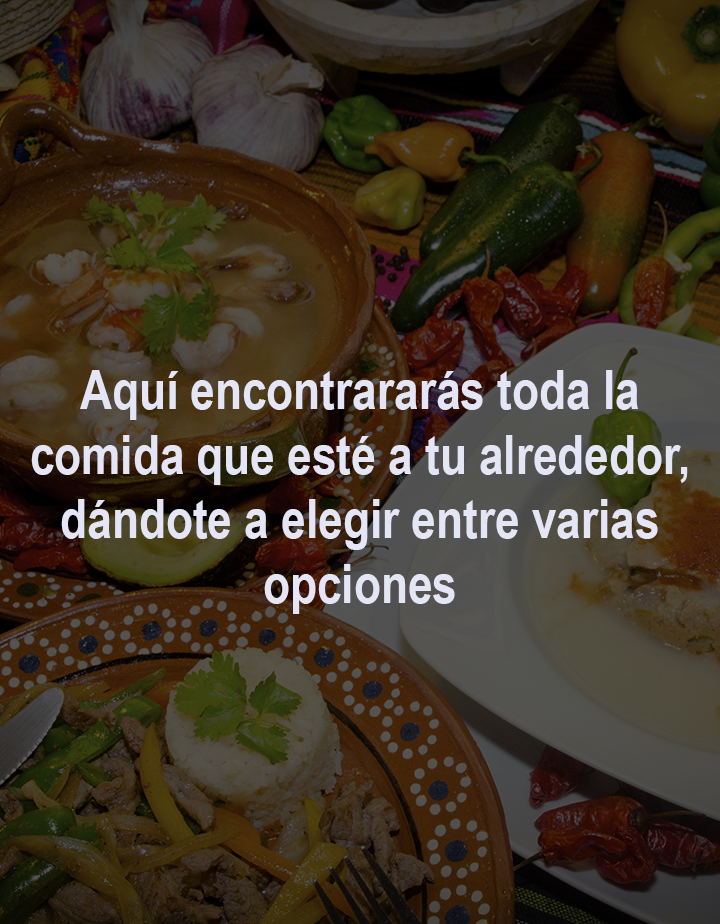 Aquí encontrararás toda la
comida que esté a tu alrededor,
dándote a elegir entre varias
opciones